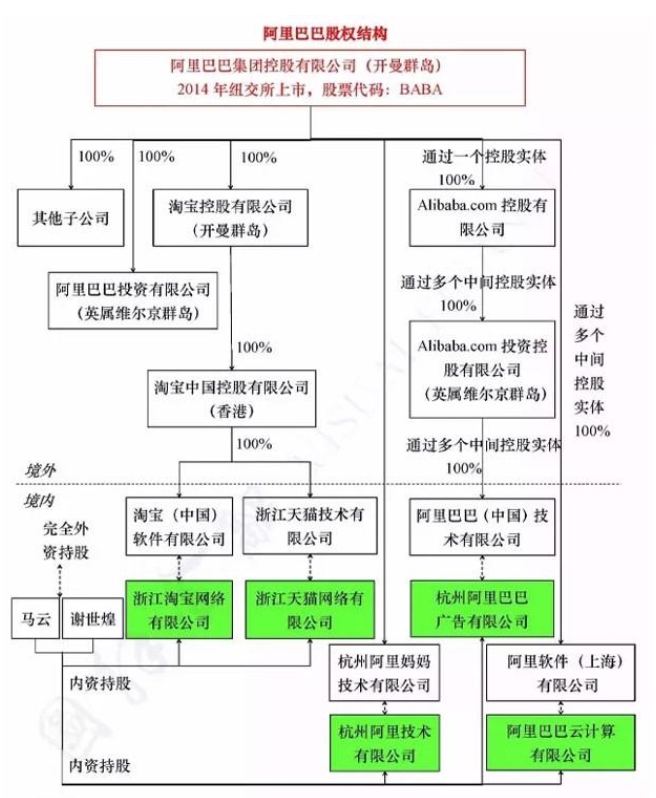 阿里巴巴股权结构
阿里巴巴集团控股有限公司（开曼群岛）
2014 年纽交所上市，股票代码：BABA
100%
100%
100%
通过一个控股实体
100%
其他子公司
淘宝控股有限公司
（开曼群岛）
Alibaba.com 控股有
限公司
阿里巴巴投资有限公司
（英属维尔京群岛）
通过多个中间控股实体
100%
通过
多个
中间
控股
实体
100%
100%
Alibaba.com 投资控
股有限公司
（英属维尔京群岛）
淘宝中国控股有限公司
（香港）
100%
通过多个中间控股实体
100%
境外
境内
完全外
资持股
淘宝（中国）
软件有限公司
浙江天猫技术有
限公司
阿里巴巴（中国）技
术有限公司
马云
谢世煌
浙江淘宝网络
有限公司
浙江天猫网络有
限公司
杭州阿里巴巴
广告有限公司
内资持股
杭州阿里妈妈
技术有限公司
阿里软件（上海）
有限公司
杭州阿里技术
有限公司
阿里巴巴云计算
有限公司
内资持股